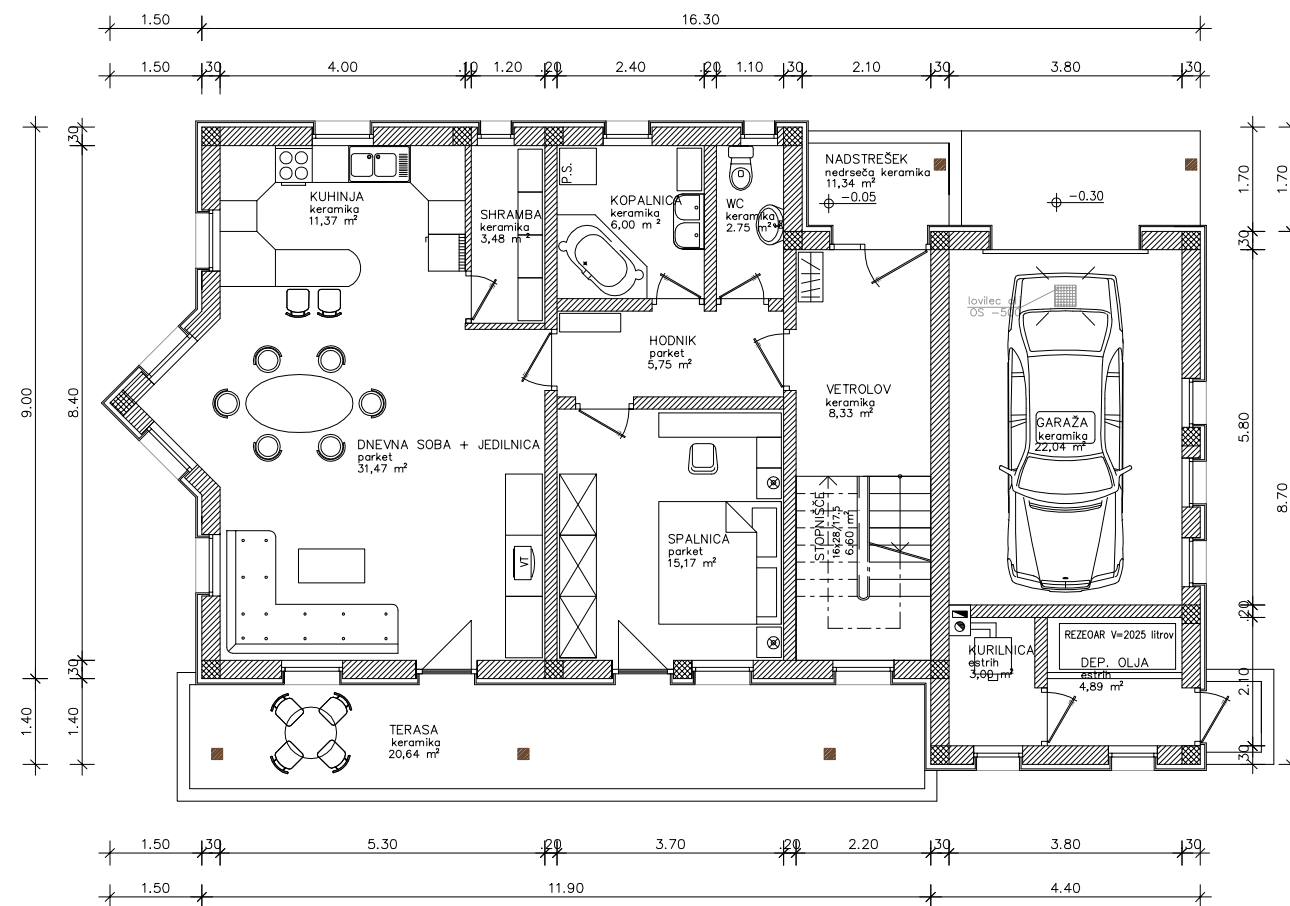 1.50
16.30
1.50
.30
4.00
.10
1.20
.20
2.40
.20
1.10
.30
2.10
.30
3.80
.30
9.00
1.40
.30
8.40
.30
1.40
KUHINJA
keramika
11,37 m²
SHRAMBA
keramika
3,48 m²
P.S.
KOPALNICA
keramika
6,00 m²
WC
keramika
2.75 m²
NADSTREŠEK
nedrseča keramika
11,34 m²
-0.05
-0.30
lovilec
OS -500
HODNIK
parket
5,75 m²
VETROLOV
keramika
8,33 m²
GARAŽA
keramika
22,04 m²
DNEVNA SOBA + JEDILNICA
parket
31,47 m²
VT
SPALNICA
parket
15,17 m²
STOPNIŠČE
16x28/17,5
6,60 m²
KURILNICA
estrih
3,00 m²
REZEOAR V=2025 litrov
DEP. OLJA
estrih
4,89 m²
TERASA
keramika
20,64 m²
1.70
.30
5.80
.20
2.10
.30
1.70
8.70
1.50
.30
5.30
.20
3.70
.20
2.20
.30
3.80
.30
1.50
11.90
4.40